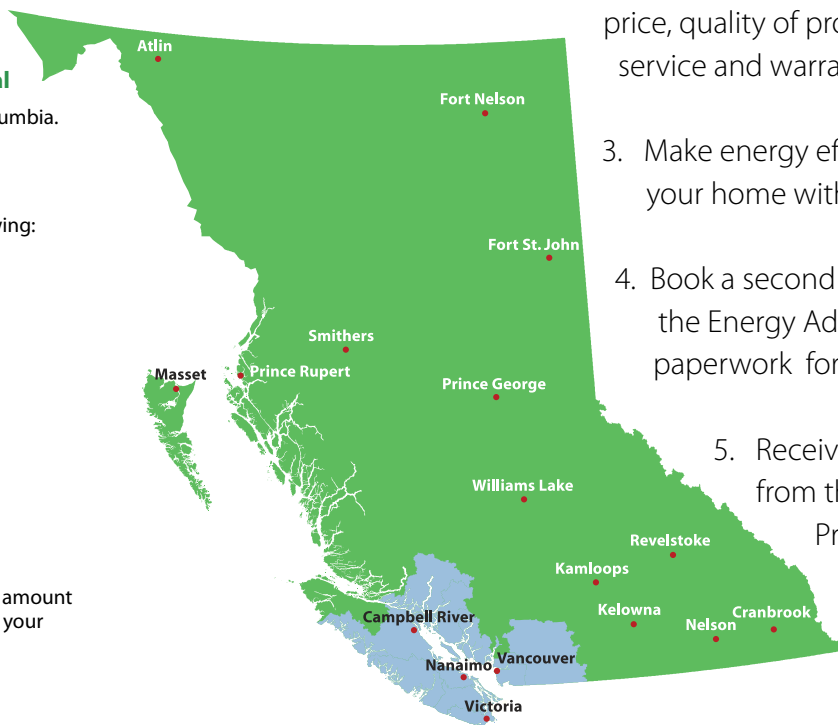 al
umbia.
ving:
amount
your
Atlin
Fort Nelson
Fort St. John
Smithers
Masset
Prince Rupert
Prince George
Williams Lake
Revelstoke
Kamloops
Kelowna
Cranbrook
Nelson
Campbell River
Vancouver
Nanaimo
Victoria
price, quality of pro
service and warra
3. Make energy ef
your home with
4. Book a second
the Energy Ad
paperwork for
5. Receiv
from th
Pr